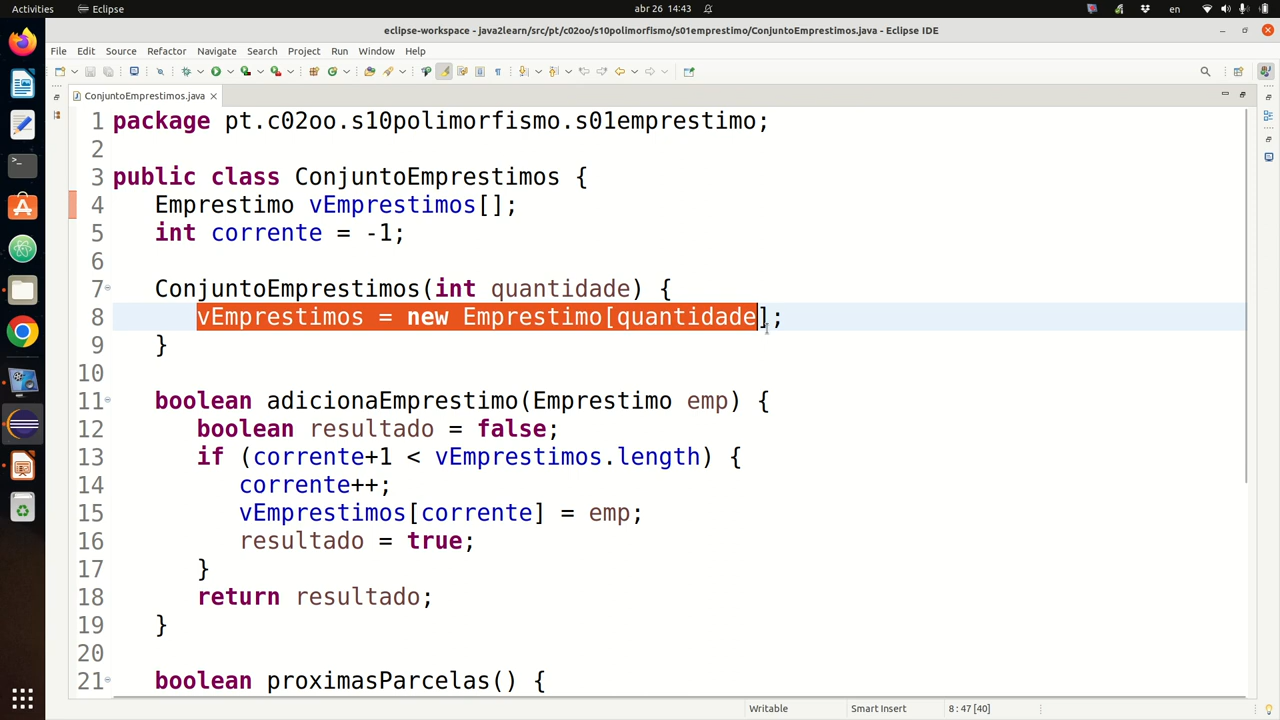 Activities
Eclipse
abr 26 14:43
en
eclipse-workspace - java2learn/src/pt/c02oo/s10polimorfismo/s01emprestimo/ConjuntoEmprestimos.java - Eclipse IDE
File Edit Source Refactor Navigate Search Project Run Window Help
ConjuntoEmprestimos.java
1 package pt.c02oo.s10polimorfismo.s01emprestimo;
2
3 public class ConjuntoEmprestimos {
4 Emprestimo vEmprestimos[];
5 int corrente = -1;
6
7 ConjuntoEmprestimos(int quantidade) {
8 vEmprestimos = new Emprestimo[quantidade];
9 }
10
11 boolean adicionaEmprestimo(Emprestimo emp) {
12 boolean resultado = false;
13 if (corrente+1 < vEmprestimos.length) {
14 corrente++;
15 vEmprestimos[corrente] = emp;
16 resultado = true;
17 }
18 return resultado;
19 }
20
21 boolean proximasParcelas() {
Writable Smart Insert 8 : 47 [40]